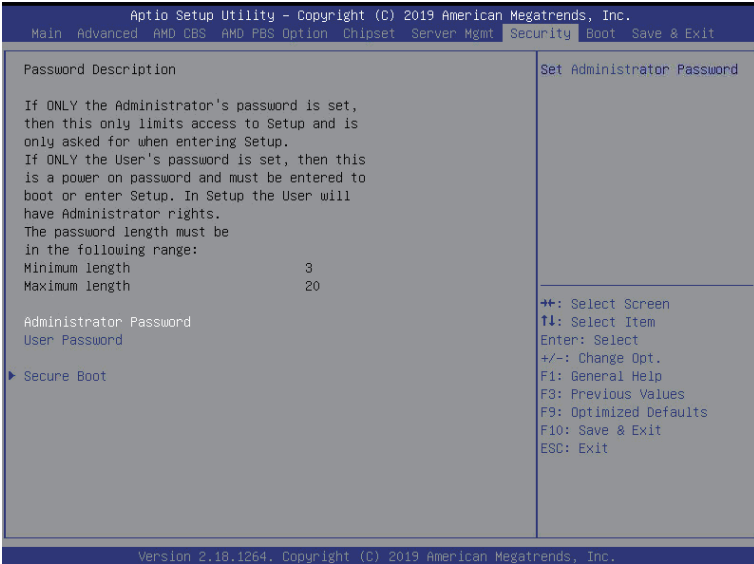 Aptio Setup Utility – Copyright (C) 2019 American Megatrends, Inc.
Main Advanced AMD CBS AMD PBS Option Chipset Server Mgmt Security Boot Save & Exit
Password Description
If ONLY the Administrator's password is set,
then this only limits access to Setup and is
only asked for when entering Setup.
If ONLY the User's password is set, then this
is a power on password and must be entered to
boot or enter Setup. In Setup the User will
have Administrator rights.
The password length must be
in the following range:
Minimum length 3
Maximum length 20
Administrator Password
User Password
Secure Boot
Set Administrator Password
→←: Select Screen
↑↓: Select Item
Enter: Select
+/-: Change Opt.
F1: General Help
F3: Previous Values
F9: Optimized Defaults
F10: Save & Exit
ESC: Exit
Version 2.18.1264. Copyright (C) 2019 American Megatrends, Inc.